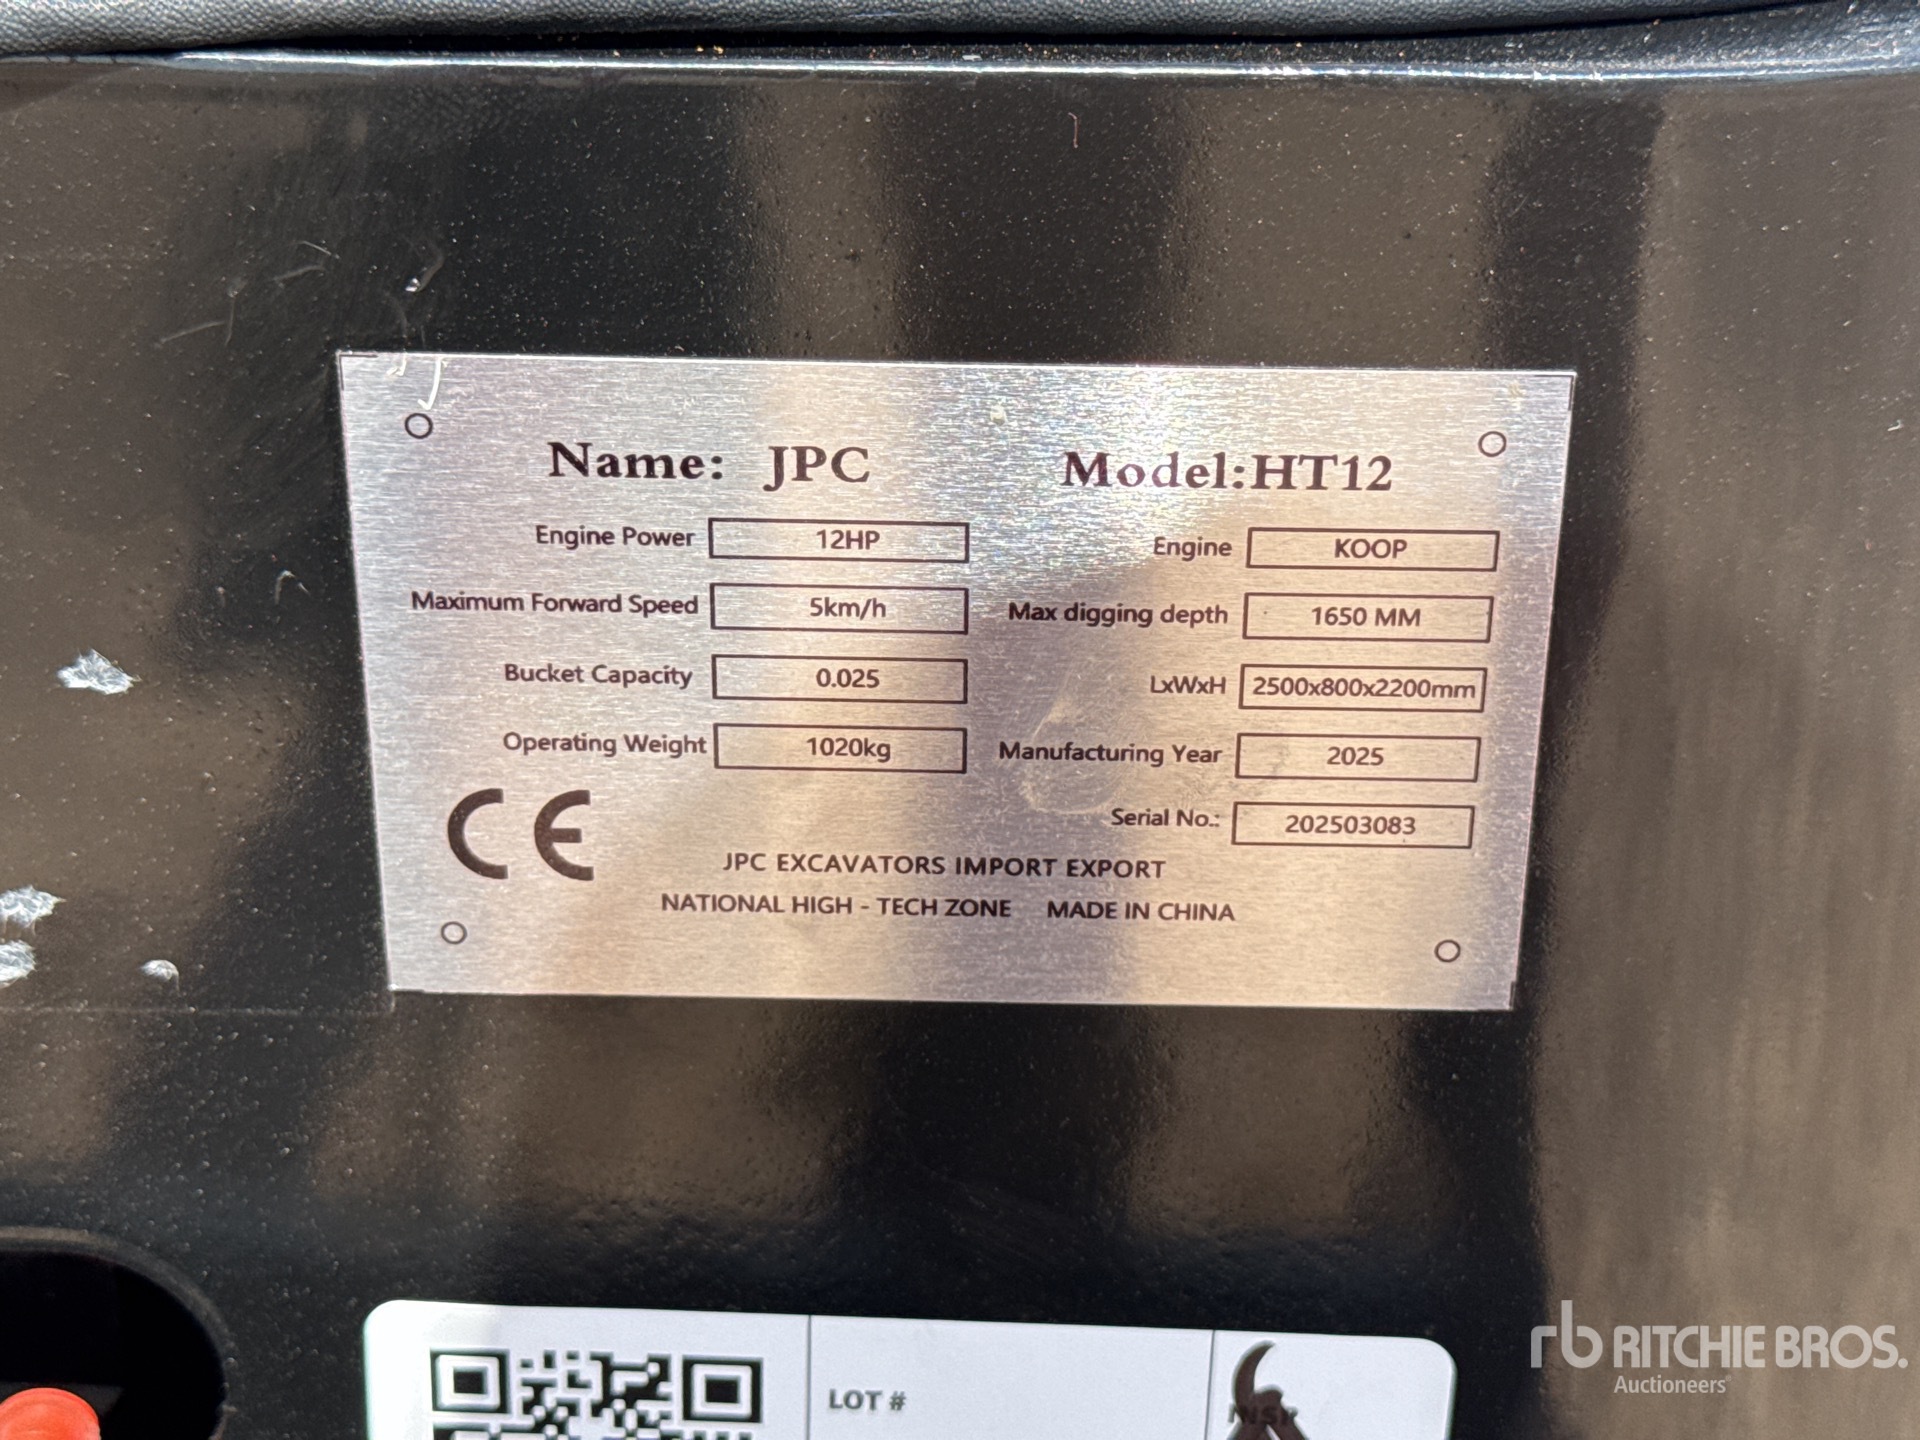 Name: JPC Model:HT12
Engine Power 12HP Engine KOOP
Maximum Forward Speed 5km/h Max digging depth 1650 MM
Bucket Capacity 0.025 LxWxH 2500x800x2200mm
Operating Weight 1020kg Manufacturing Year 2025
Serial No.: 202503083
CE
JPC EXCAVATORS IMPORT EXPORT
NATIONAL HIGH - TECH ZONE MADE IN CHINA
LOT #
rb RITCHIE BROS.
Auctioneers